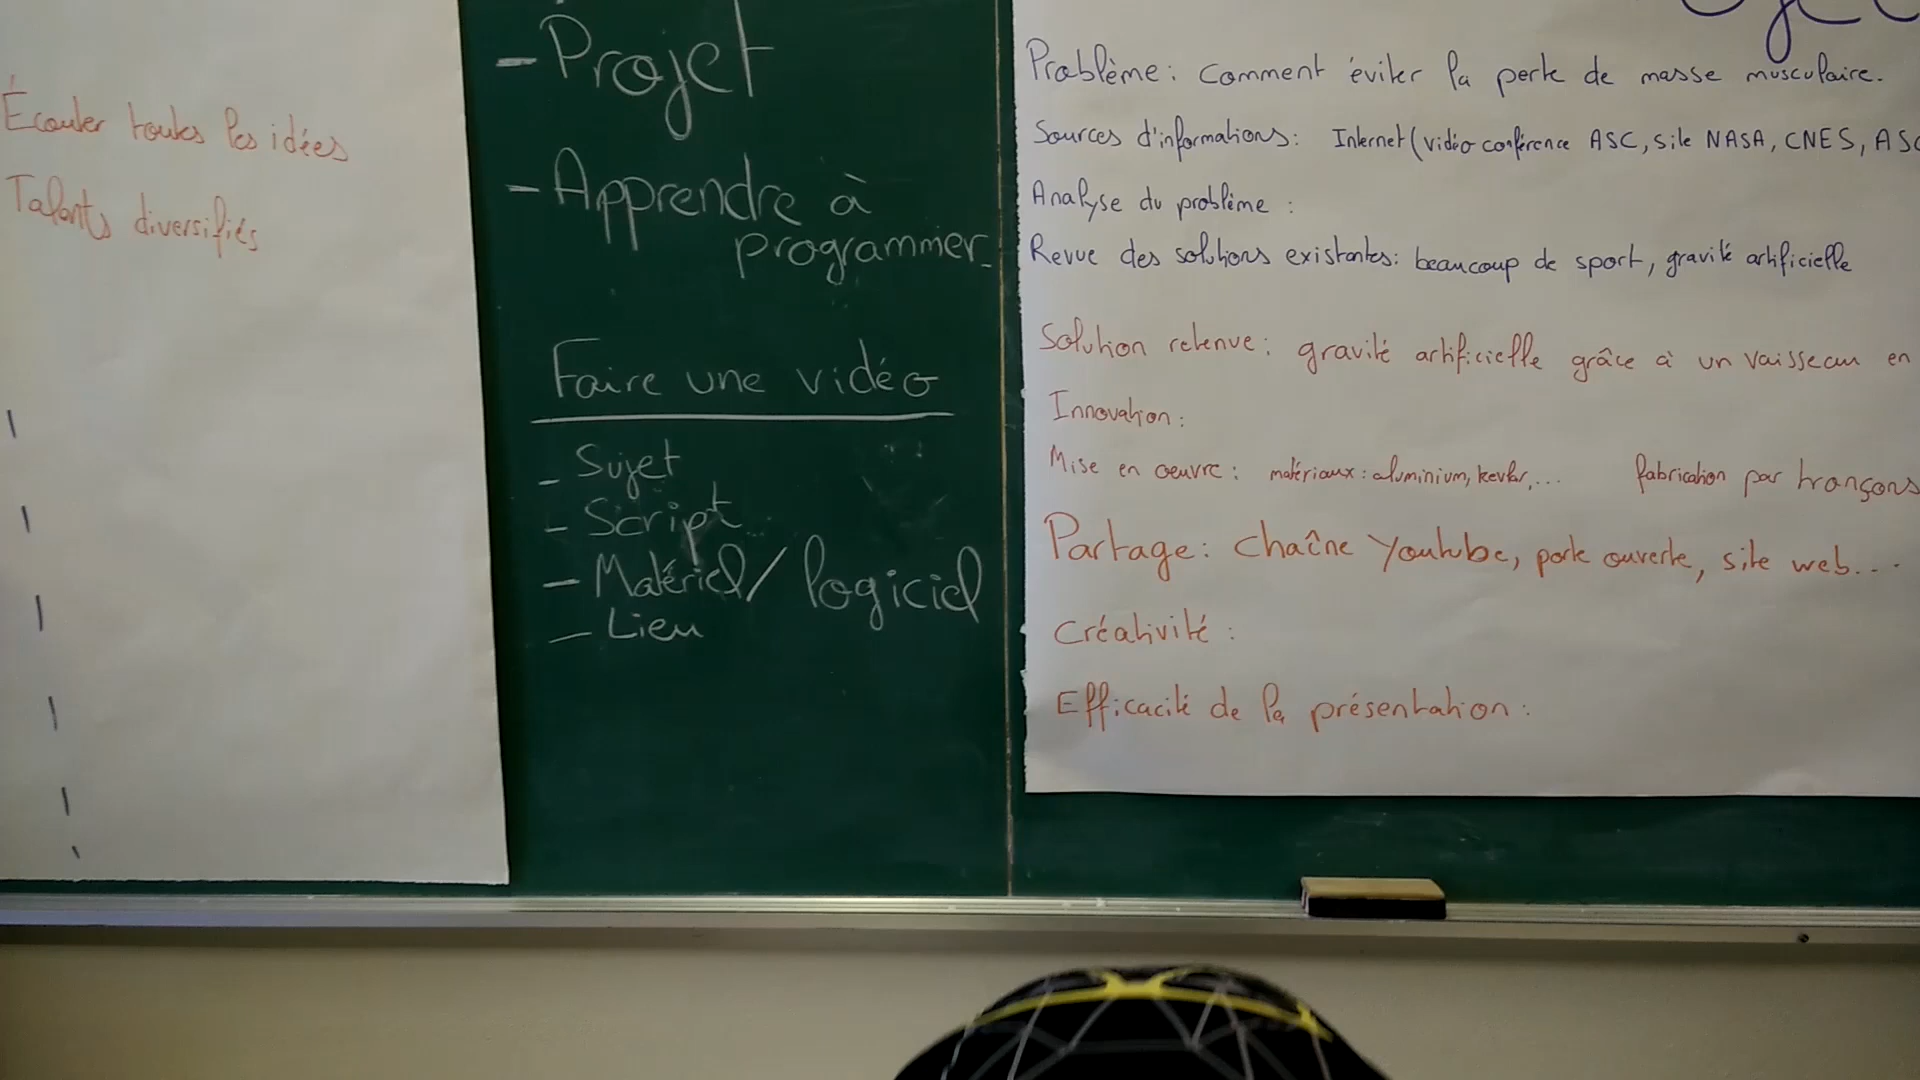 Écouter toutes les idées
Talents diversifiés
- Projet
- Apprendre à
programmer
Faire une vidéo
- Sujet
- Script
- Matériel / logiciel
- Lieu
Problème : Comment éviter la perte de masse musculaire.
Sources d'informations : Internet (vidéo conférence ASC, site NASA, CNES, ASC
Analyse du problème :
Revue des solutions existantes : beaucoup de sport, gravité artificielle
Solution retenue : gravité artificielle grâce à un vaisseau en
Innovation :
Mise en oeuvre : matériaux : aluminium, kevlar, ... fabrication par tronçons
Partage : Chaîne Youtube, porte ouverte, site web...
Créativité :
Efficacité de la présentation :